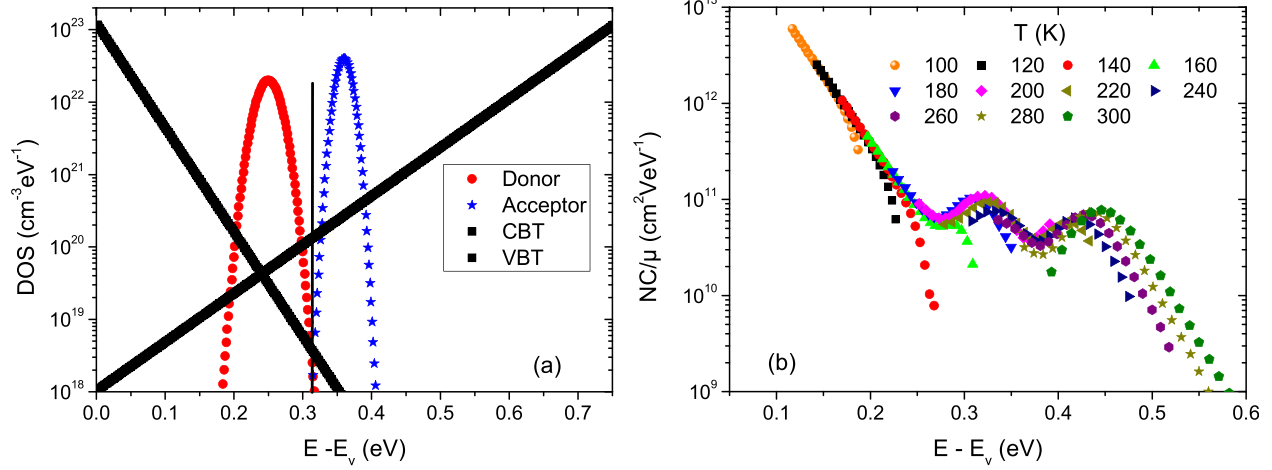 10^23
10^22
10^21
10^20
10^19
10^18
DOS (cm^-3 eV^-1)
Donor
Acceptor
CBT
VBT
(a)
0.0 0.1 0.2 0.3 0.4 0.5 0.6 0.7
E -E_v (eV)
10^13
10^12
10^11
10^10
10^9
NC/μ (cm^2VeV^-1)
T (K)
100 120 140 160
180 200 220 240
260 280 300
(b)
0.1 0.2 0.3 0.4 0.5 0.6
E - E_v (eV)